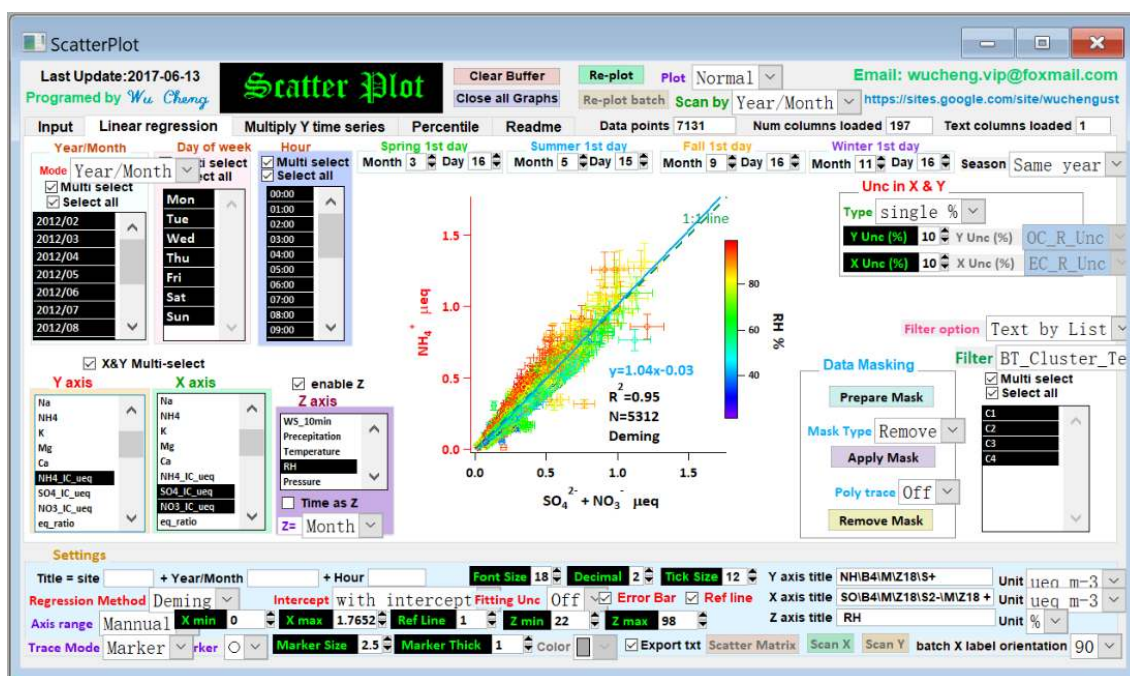 ScatterPlot
Last Update:2017-06-13
Programed by Wu Cheng
Scatter Plot
Clear Buffer
Close all Graphs
Re-plot
Re-plot batch
Plot Normal
Scan by Year/Month
Email: wucheng.vip@foxmail.com
https://sites.google.com/site/wuchengust
Input Linear regression Multiply Y time series Percentile Readme Data points 7131 Num columns loaded 197 Text columns loaded 1
Year/Month
Mode Year/Month
Multi select
Select all
2012/02
2012/03
2012/04
2012/05
2012/06
2012/07
2012/08
Day of week
ti select
ct all
Mon
Tue
Wed
Thu
Fri
Sat
Sun
Hour
Multi select
Select all
00:00
01:00
02:00
03:00
04:00
05:00
06:00
07:00
08:00
09:00
Spring 1st day
Month 3 Day 16
Summer 1st day
Month 5 Day 15
Fall 1st day
Month 9 Day 16
Winter 1st day
Month 11 Day 16
Season Same year
Unc in X & Y
Type single %
Y Unc (%) 10 Y Unc (%) OC_R_Unc
X Unc (%) 10 X Unc (%) EC_R_Unc
1:1 line
1.5
1.0
0.5
0.0
NH4+ μeq
0.0 0.5 1.0 1.5
SO42- + NO3- μeq
y=1.04x-0.03
R2=0.95
N=5312
Deming
80
60
40
RH %
X&Y Multi-select
Y axis
Na
NH4
K
Mg
Ca
NH4_IC_ueq
SO4_IC_ueq
NO3_IC_ueq
eq_ratio
X axis
Na
NH4
K
Mg
Ca
NH4_IC_ueq
SO4_IC_ueq
NO3_IC_ueq
eq_ratio
enable Z
Z axis
WS_10min
Precepitation
Temperature
RH
Pressure
Time as Z
Z= Month
Filter option Text by List
Filter BT_Cluster_Te
Multi select
Select all
C1
C2
C3
C4
Data Masking
Prepare Mask
Mask Type Remove
Apply Mask
Poly trace Off
Remove Mask
Settings
Title = site + Year/Month + Hour Font Size 18 Decimal 2 Tick Size 12 Y axis title NH\B4\M\Z18\S+ Unit ueq m-3
Regression Method Deming Intercept with intercept Fitting Unc Off Error Bar Ref line X axis title SO\B4\M\Z18\S2-\M\Z18 + Unit ueq m-3
Axis range Mannual X min 0 X max 1.7652 Ref Line 1 Z min 22 Z max 98 Z axis title RH Unit %
Trace Mode Marker rker Marker Size 2.5 Marker Thick 1 Color Export txt Scatter Matrix Scan X Scan Y batch X label orientation 90